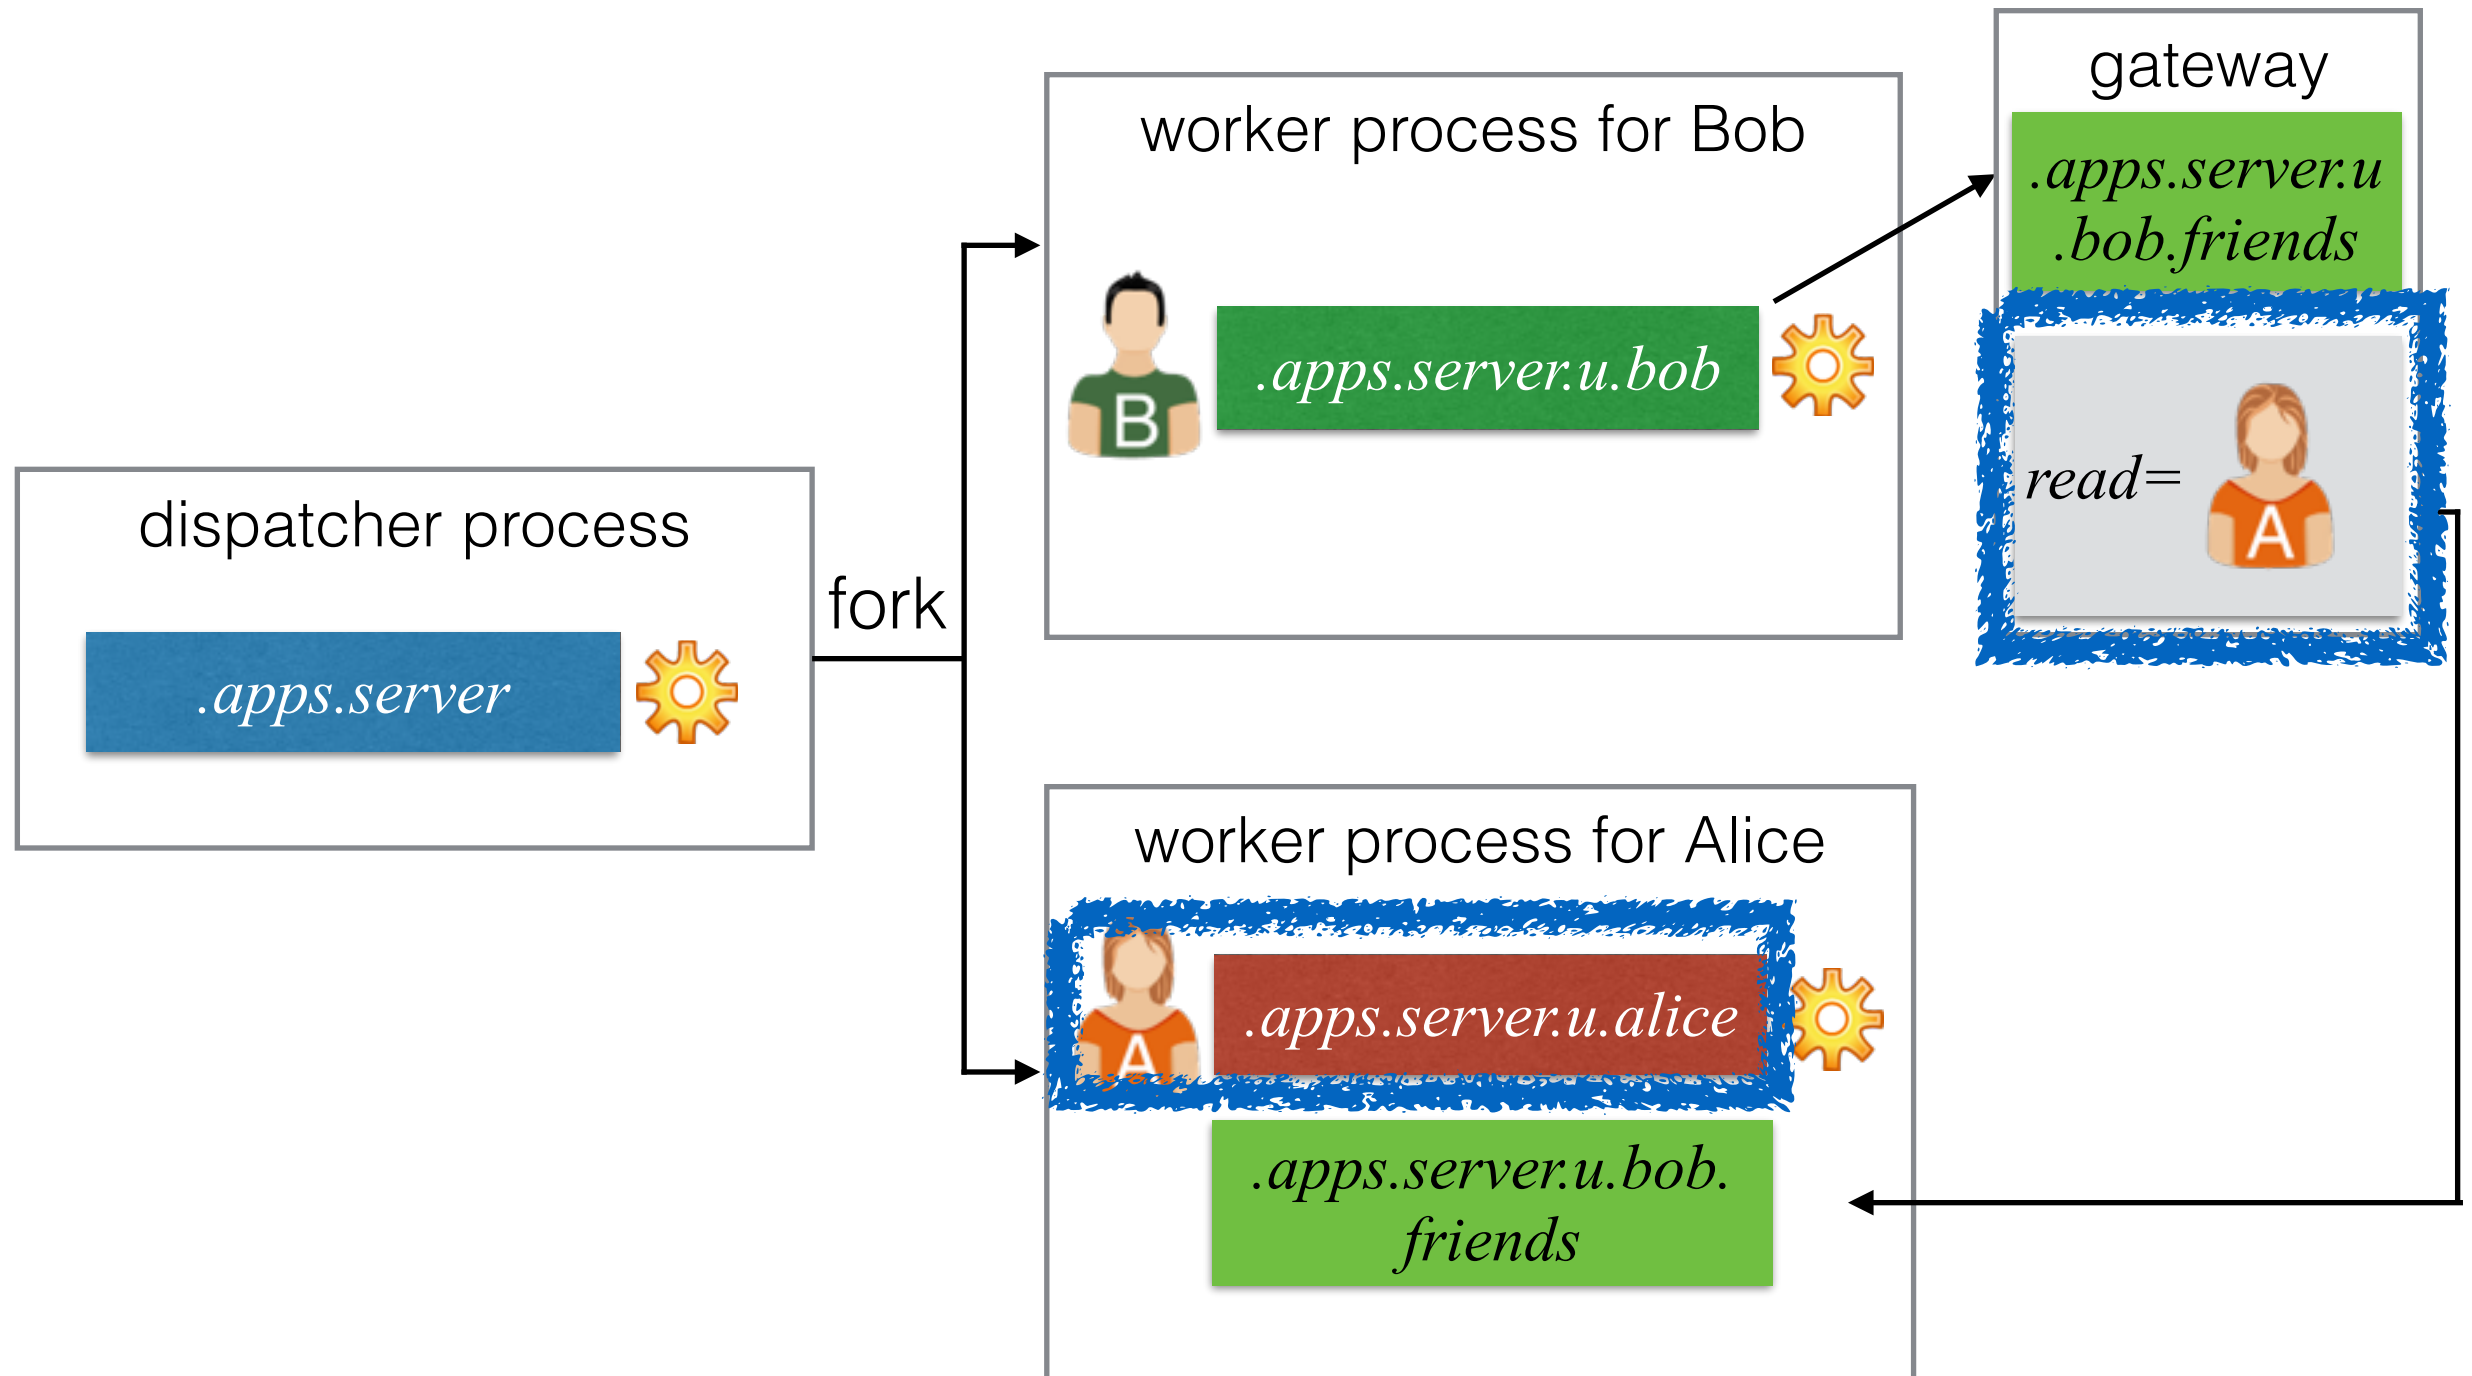 gateway
.apps.server.u
.bob.friends
read=
A
worker process for Bob
B
.apps.server.u.bob
dispatcher process
.apps.server
fork
worker process for Alice
A
.apps.server.u.alice
.apps.server.u.bob.
friends